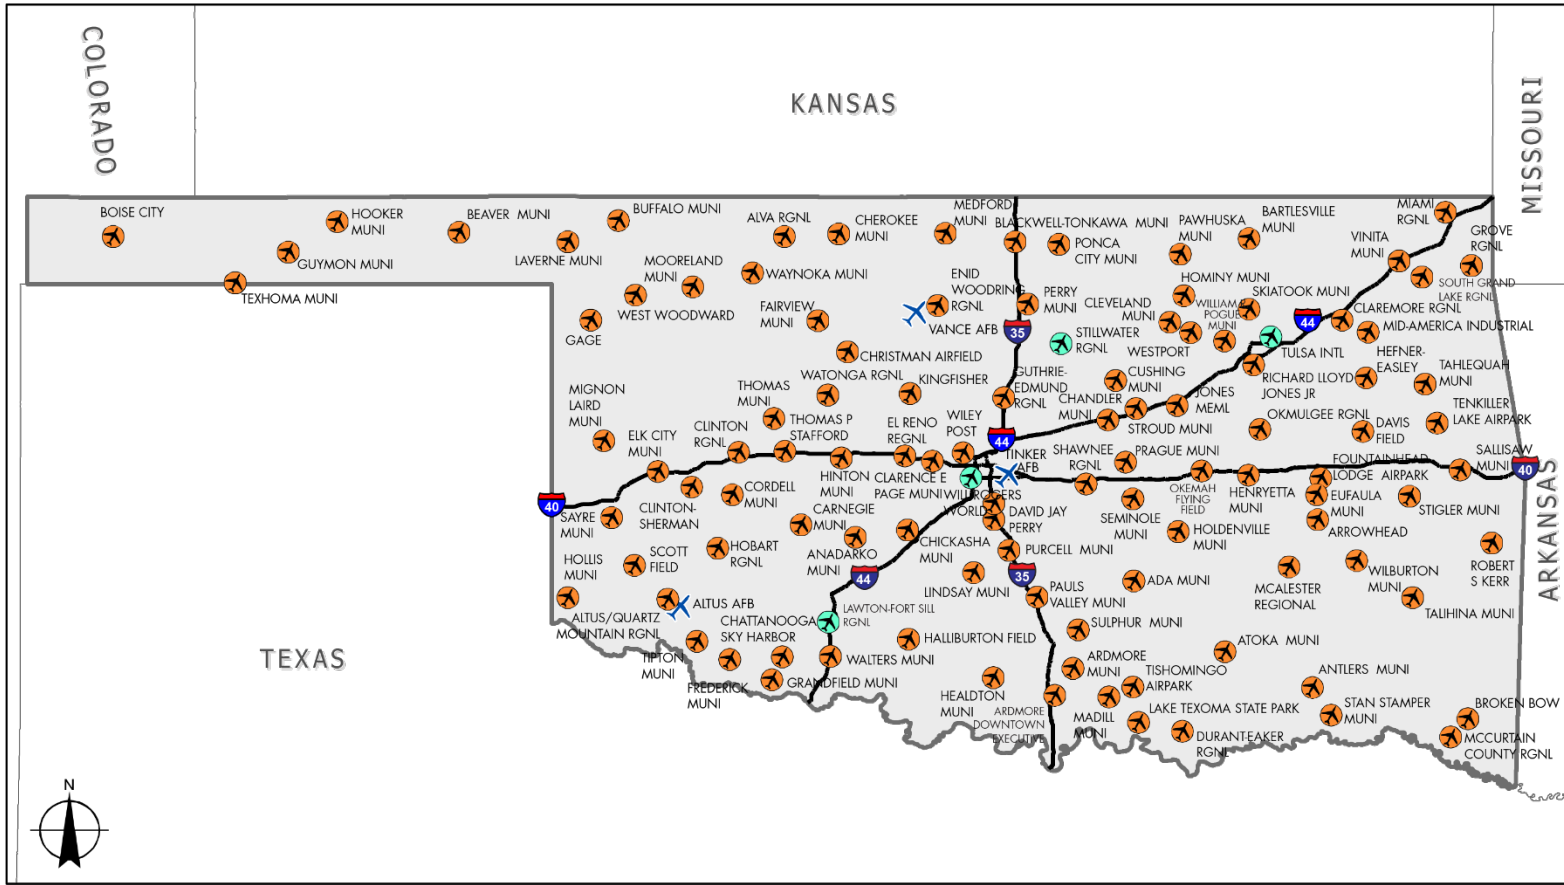 COLORADO
KANSAS
MISSOURI
BOISE CITY
HOOKER
MUNI
GUYMON MUNI
TEXHOMA MUNI
BEAVER MUNI
BUFFALO MUNI
LAVERNE MUNI
MOORELAND
MUNI
WEST WOODWARD
GAGE
ALVA RGNL
CHEROKEE
MUNI
WAYNOKA MUNI
FAIRVIEW
MUNI
MEDFORD
MUNI
BLACKWELL-TONKAWA MUNI
PONCA
CITY MUNI
ENID
WOODRING
RGNL
VANCE AFB
PERRY
MUNI
35
PAWHUSKA
MUNI
BARTLESVILLE
MUNI
HOMINY MUNI
SKIATOOK MUNI
CLEVELAND
MUNI
WILLIAM R
POGUE
MUNI
WESTPORT
VINITA
MUNI
MIAMI
RGNL
GROVE
RGNL
SOUTH GRAND
LAKE RGNL
44
CLAREMORE RGNL
MID-AMERICA INDUSTRIAL
TULSA INTL
HEFNER-
EASLEY
TAHLEQUAH
MUNI
RICHARD LLOYD
JONES JR
STILLWATER
RGNL
CHRISTMAN AIRFIELD
WATONGA RGNL
KINGFISHER
GUTHRIE-
EDMUND
RGNL
CUSHING
MUNI
CHANDLER
MUNI
STROUD MUNI
JONES
MEML
OKMULGEE RGNL
DAVIS
FIELD
TENKILLER
LAKE AIRPARK
MIGNON
LAIRD
MUNI
THOMAS
MUNI
THOMAS P
STAFFORD
CLINTON
RGNL
ELK CITY
MUNI
EL RENO
REGNL
WILEY
POST
44
TINKER
AFB
SHAWNEE
RGNL
PRAGUE MUNI
FOUNTAINHEAD
LODGE AIRPARK
SALLISAW
MUNI
40
40
SAYRE
MUNI
CLINTON-
SHERMAN
CORDELL
MUNI
HINTON
MUNI
CLARENCE E
PAGE MUNI
WILL ROGERS
WORLD
DAVID JAY
PERRY
SEMINOLE
MUNI
OKEMAH
FLYING
FIELD
HENRYETTA
MUNI
EUFAULA
MUNI
ARROWHEAD
STIGLER MUNI
HOLLIS
MUNI
SCOTT
FIELD
HOBART
RGNL
CARNEGIE
MUNI
ANADARKO
MUNI
CHICKASHA
MUNI
44
PURCELL MUNI
35
HOLDENVILLE
MUNI
ROBERT
S KERR
ARKANSAS
LINDSAY MUNI
PAULS
VALLEY MUNI
ADA MUNI
MCALESTER
REGIONAL
WILBURTON
MUNI
TALIHINA MUNI
ALTUS AFB
ALTUS/QUARTZ
MOUNTAIN RGNL
CHATTANOOGA
SKY HARBOR
LAWTON-FORT SILL
RGNL
SULPHUR MUNI
HALLIBURTON FIELD
ATOKA MUNI
TEXAS
TIPTON
MUNI
FREDERICK
MUNI
GRANDFIELD MUNI
WALTERS MUNI
HEALDTON
MUNI
ARDMORE
MUNI
TISHOMINGO
AIRPARK
ANTLERS MUNI
ARDMORE
DOWNTOWN
EXECUTIVE
MADILL
MUNI
LAKE TEXOMA STATE PARK
DURANT-EAKER
RGNL
STAN STAMPER
MUNI
BROKEN BOW
MCCURTAIN
COUNTY RGNL
N